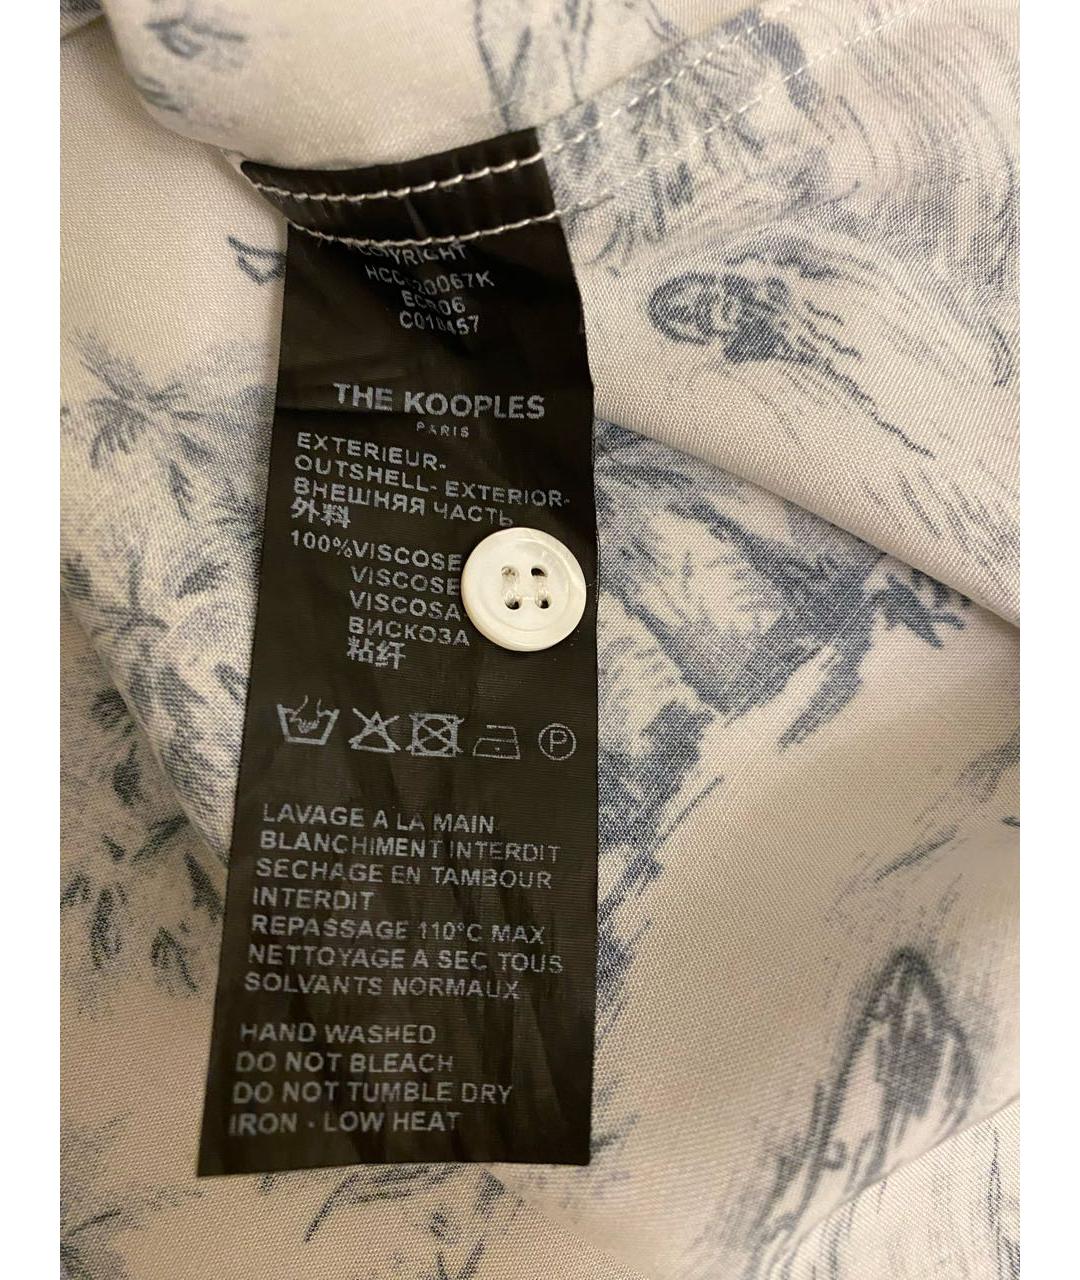 COPYRIGHT
THE KOOPLES
PARIS
EXTERIEUR-
OUTSHELL- EXTERIOR-
ВНЕШНЯЯ ЧАСТЬ
外料
100%VISCOSE
VISCOSE
VISCOSA
ВИСКОЗА
粘纤
P
LAVAGE A LA MAIN
BLANCHIMENT INTERDIT
SECHAGE EN TAMBOUR
INTERDIT
REPASSAGE 110°C MAX
NETTOYAGE A SEC TOUS
SOLVANTS NORMAUX
HAND WASHED
DO NOT BLEACH
DO NOT TUMBLE DRY
IRON - LOW HEAT